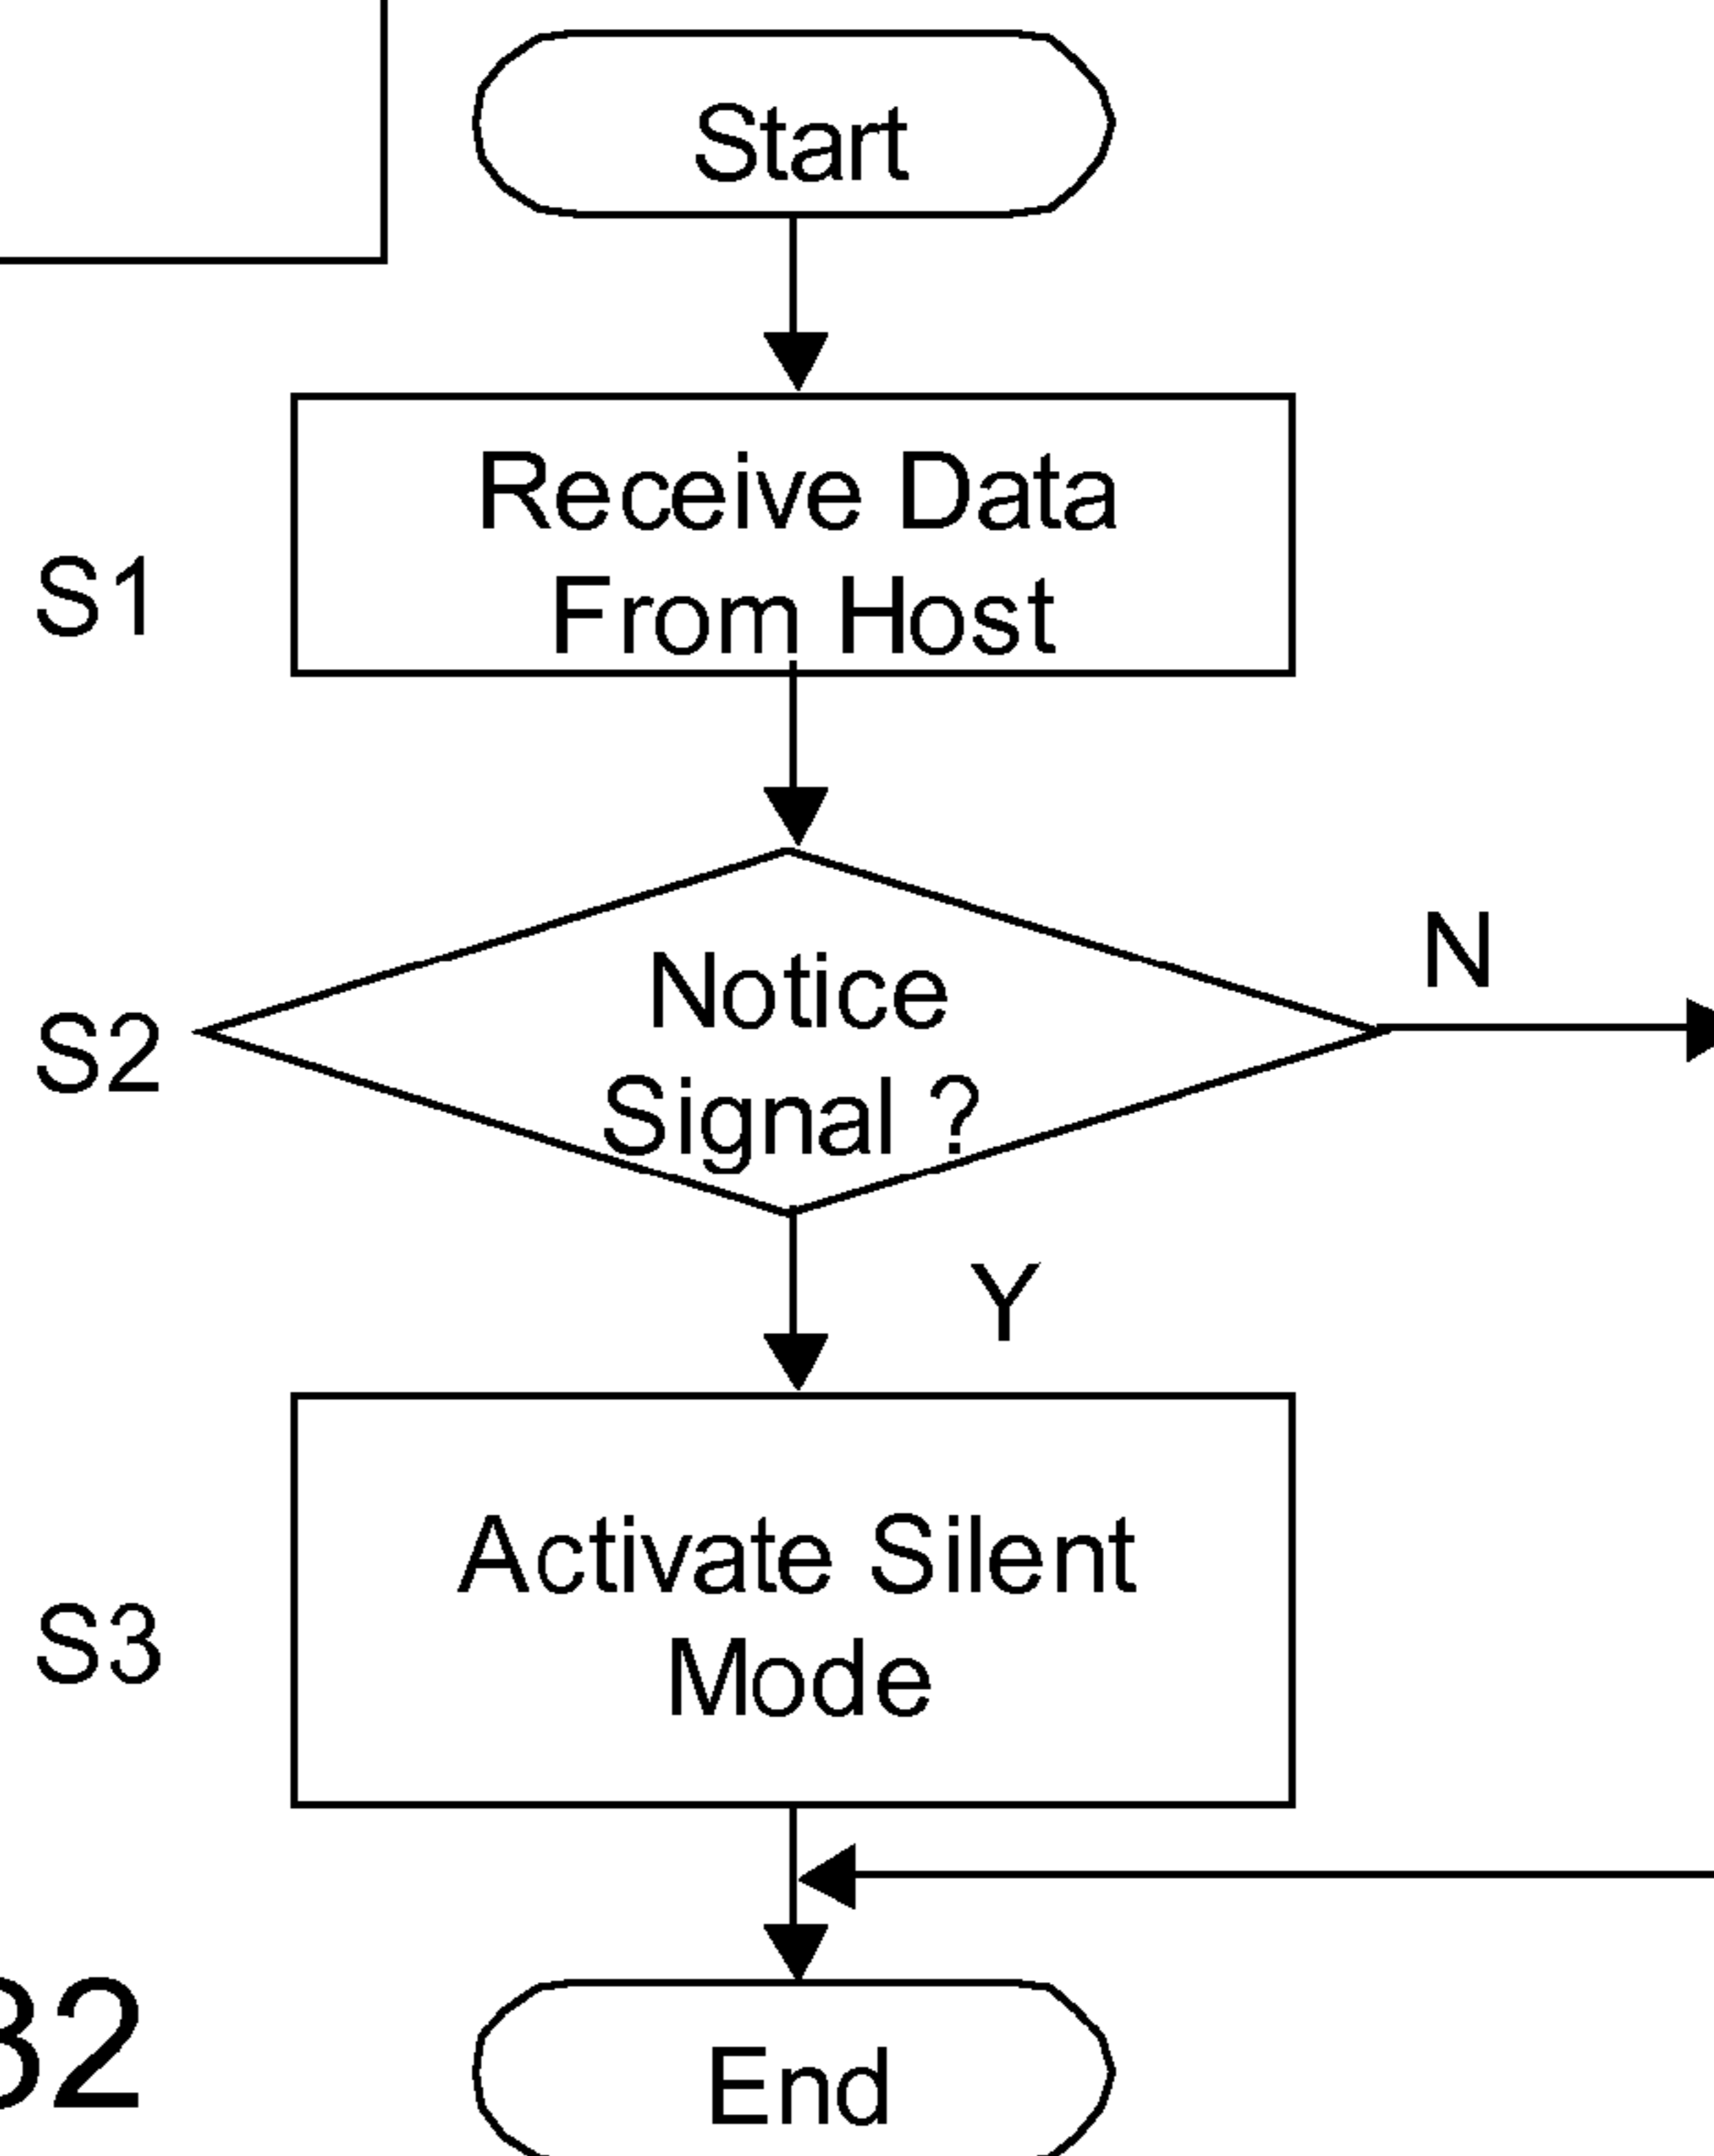 Start
Receive Data
From Host
S1
N
Notice
Signal ?
S2
Y
Activate Silent
Mode
S3
End